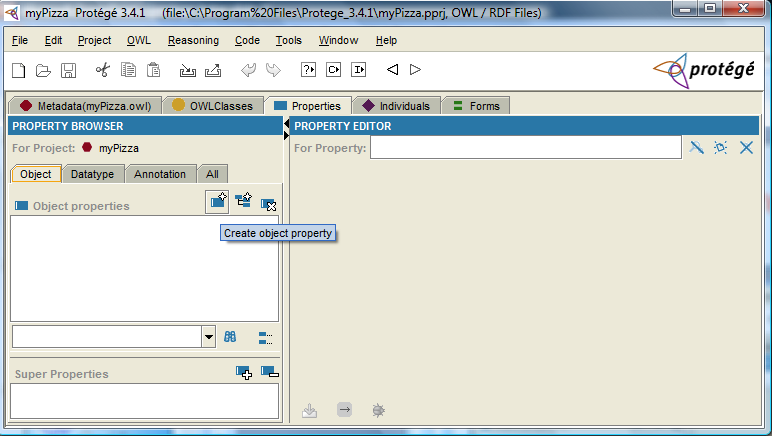 myPizza Protégé 3.4.1 (file:\C:\Program%20Files\Protege_3.4.1\myPizza.pprj, OWL / RDF Files)
File Edit Project OWL Reasoning Code Tools Window Help
protégé
Metadata(myPizza.owl) OWLClasses Properties Individuals Forms
PROPERTY BROWSER PROPERTY EDITOR
For Project: myPizza For Property:
Object Datatype Annotation All
Object properties
Create object property
Super Properties